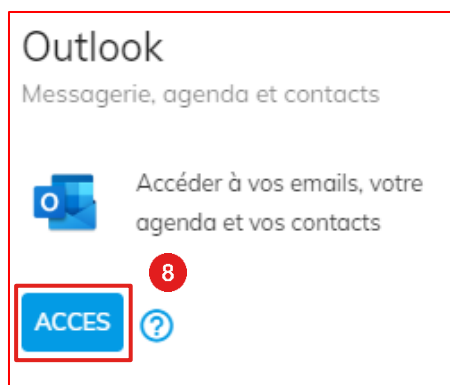 Outlook
Messagerie, agenda et contacts
O
Accéder à vos emails, votre
agenda et vos contacts
8
ACCES ?